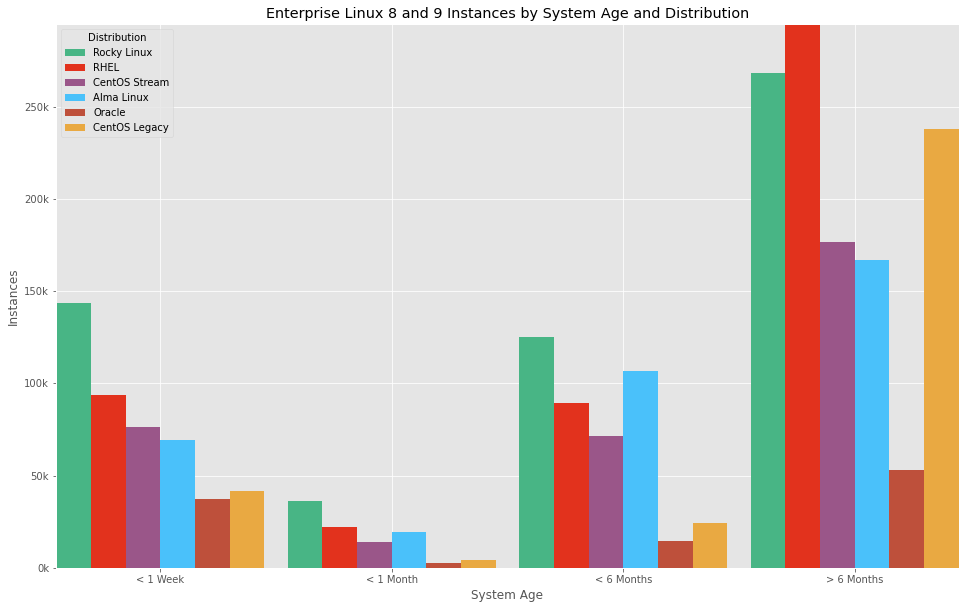 Enterprise Linux 8 and 9 Instances by System Age and Distribution
Distribution
Rocky Linux
RHEL
CentOS Stream
Alma Linux
Oracle
CentOS Legacy
Instances
250k
200k
150k
100k
50k
0k
< 1 Week
< 1 Month
< 6 Months
> 6 Months
System Age